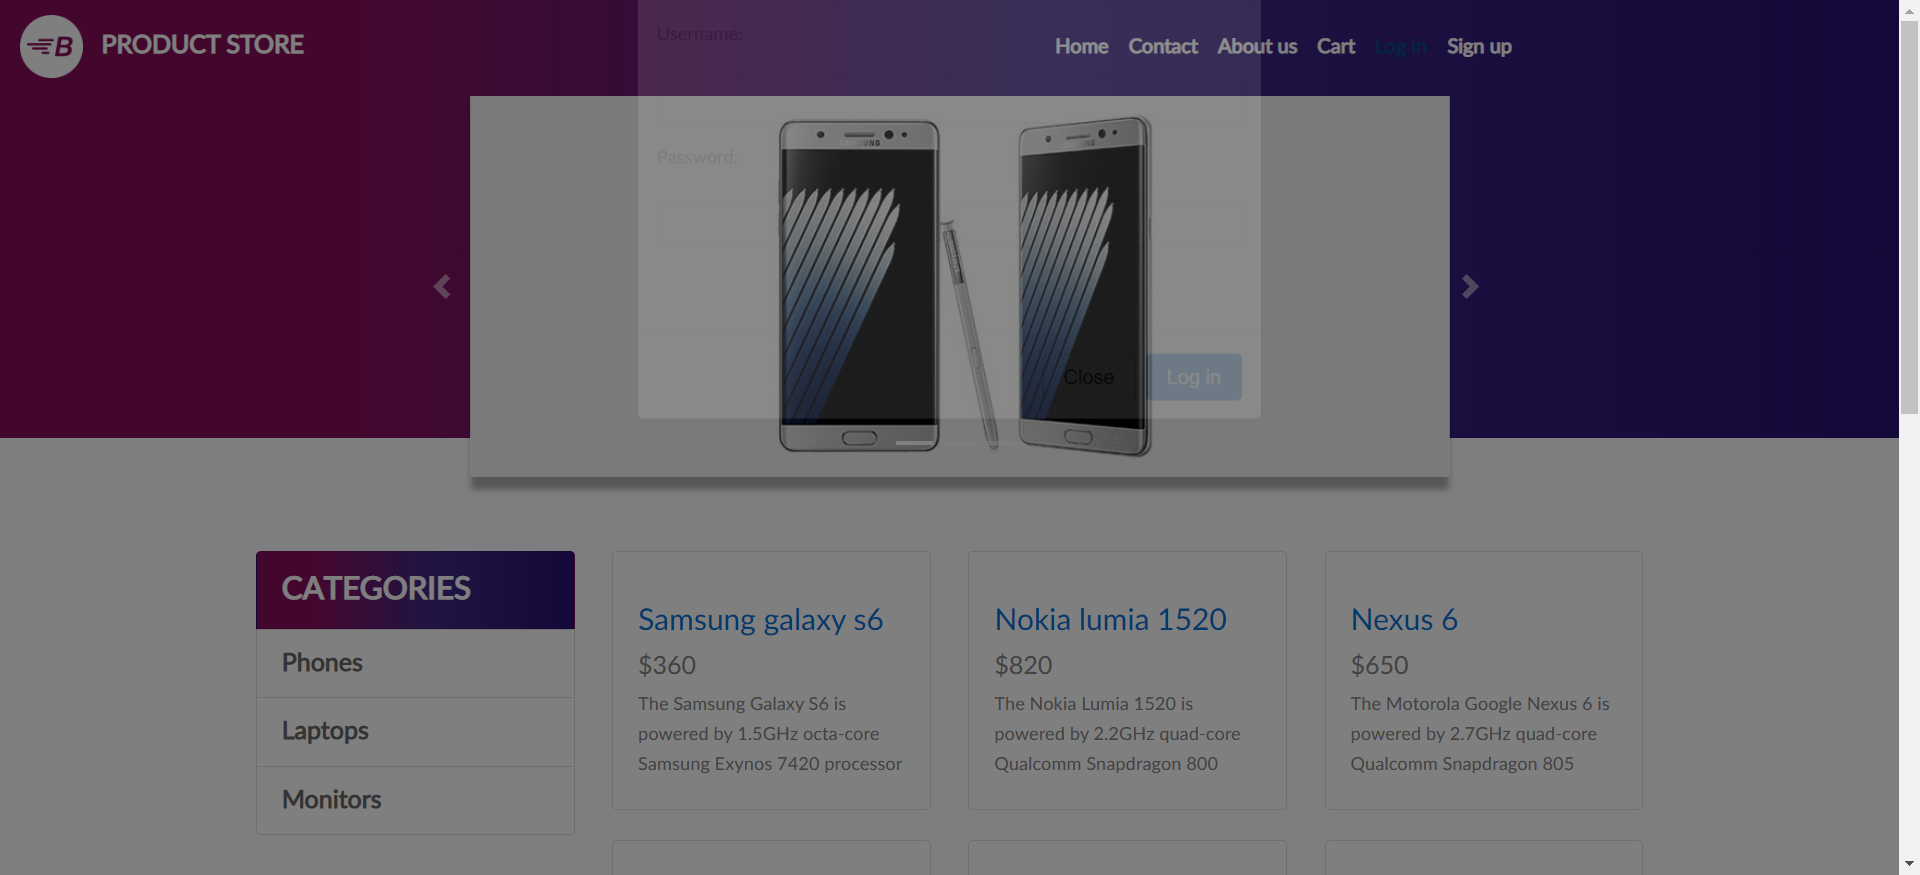 B PRODUCT STORE
Home Contact About us Cart Log in Sign up
Username:
SAMSUNG
SAMSUNG
Password:
Close Log in
CATEGORIES
Phones
Laptops
Monitors
Samsung galaxy s6
$360
The Samsung Galaxy S6 is
powered by 1.5GHz octa-core
Samsung Exynos 7420 processor
Nokia lumia 1520
$820
The Nokia Lumia 1520 is
powered by 2.2GHz quad-core
Qualcomm Snapdragon 800
Nexus 6
$650
The Motorola Google Nexus 6 is
powered by 2.7GHz quad-core
Qualcomm Snapdragon 805